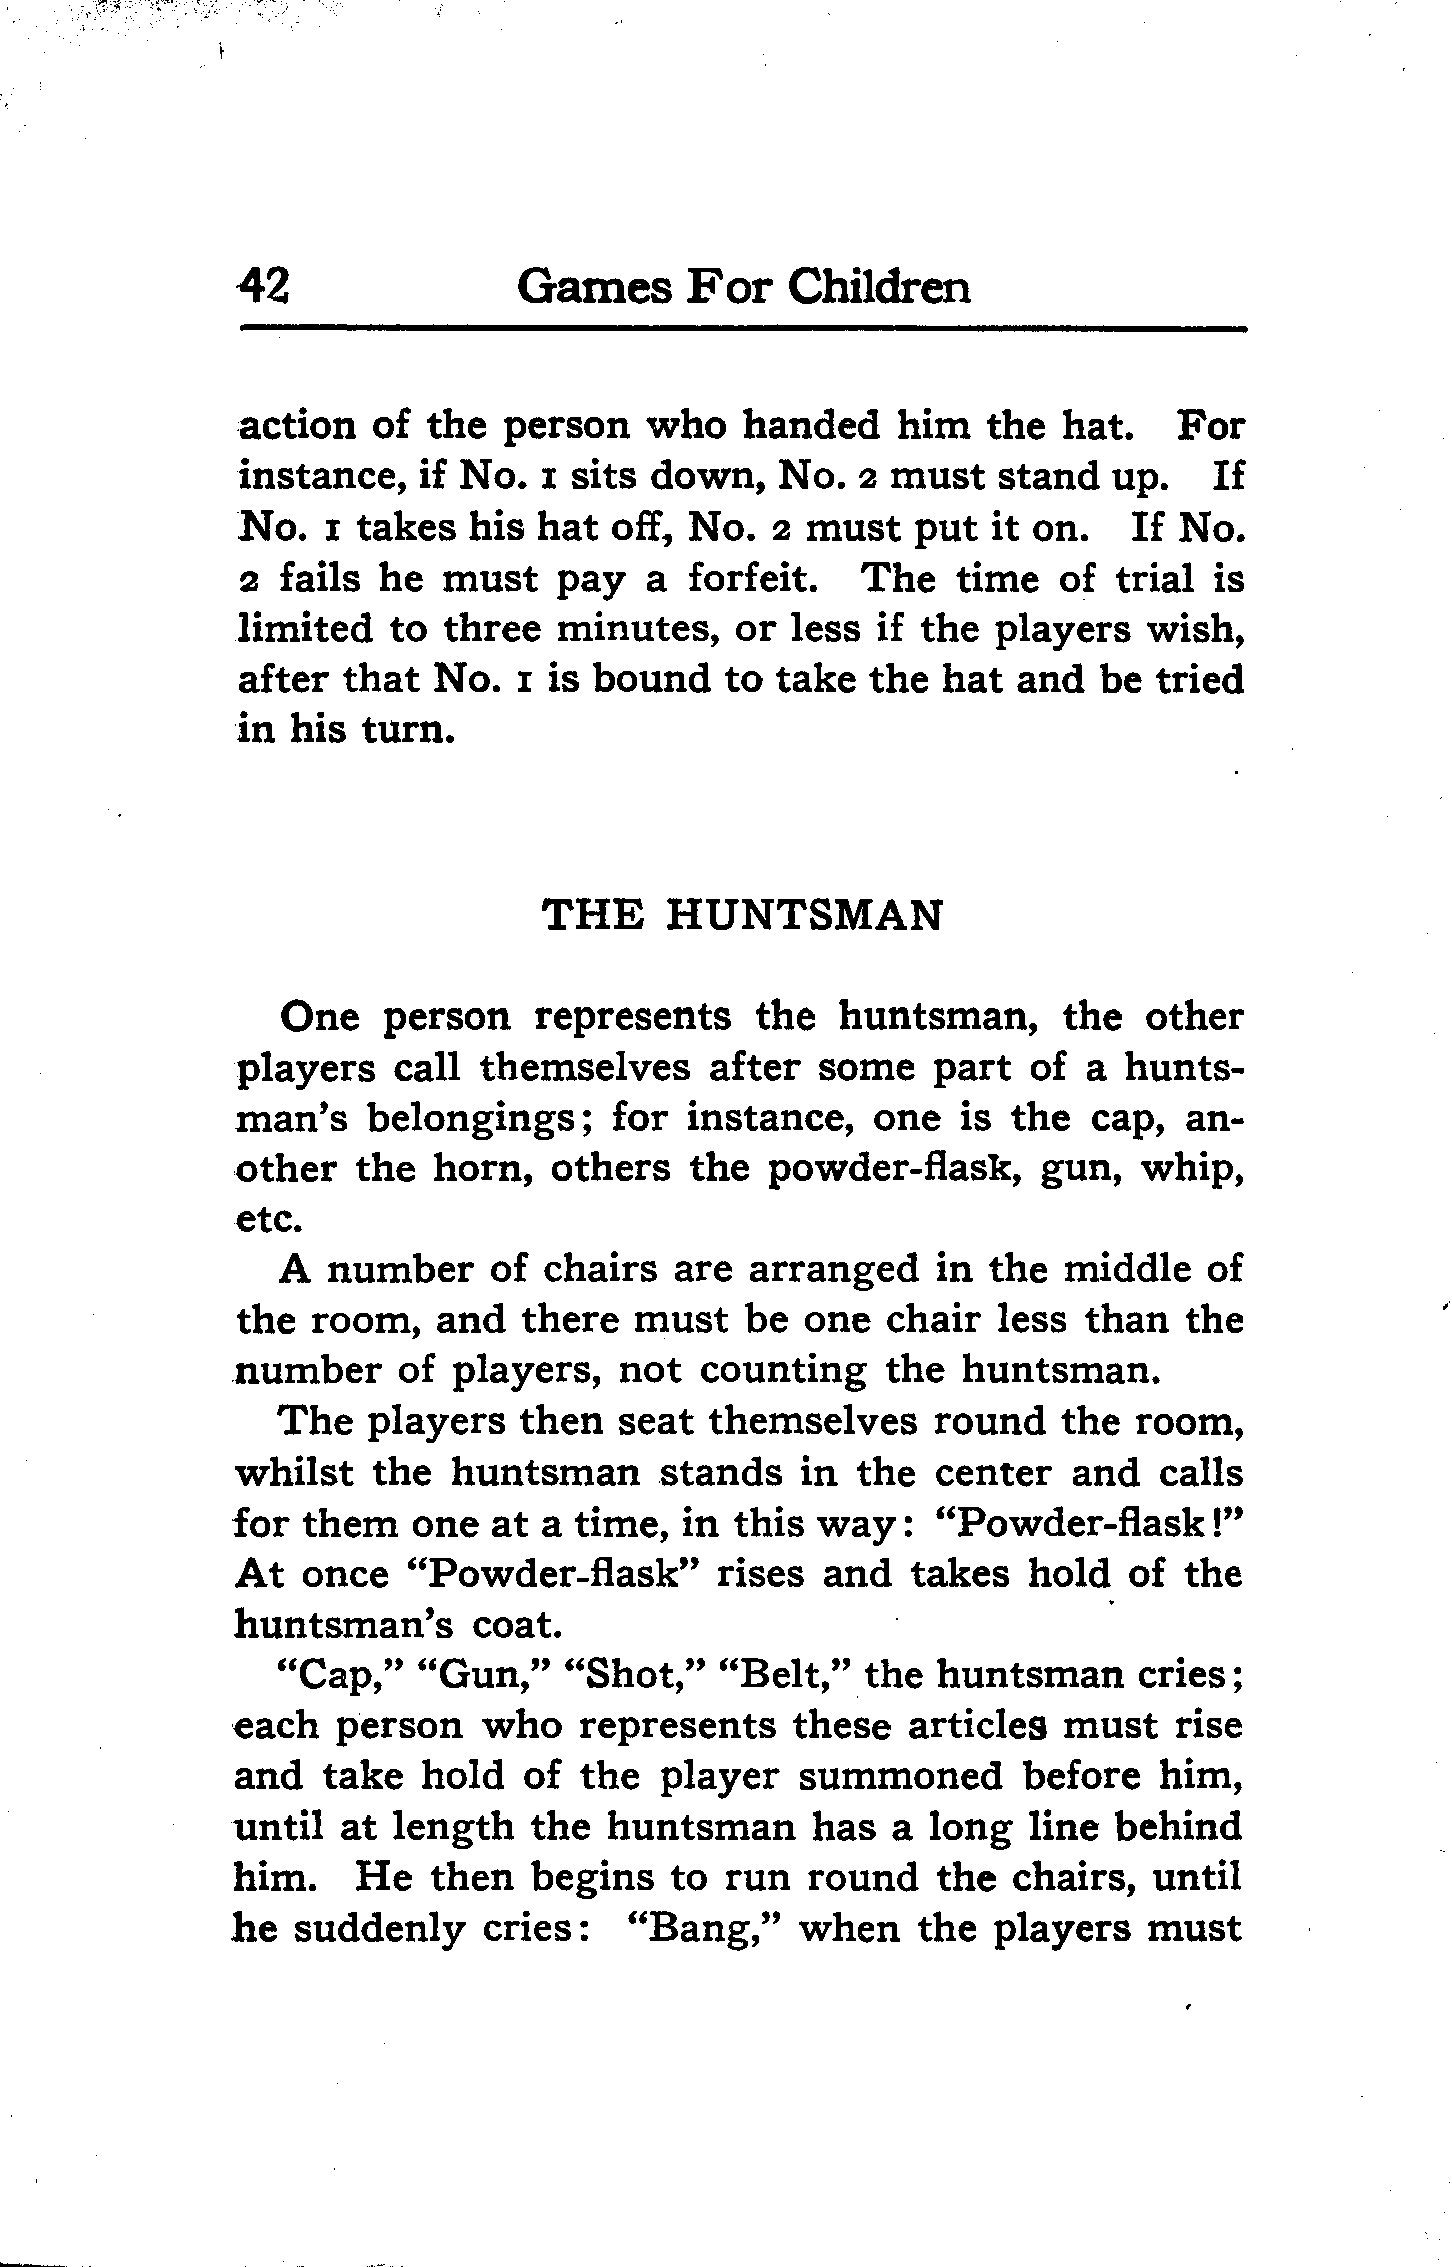 42 Games For Children
action of the person who handed him the hat. For
instance, if No. 1 sits down, No. 2 must stand up. If
No. 1 takes his hat off, No. 2 must put it on. If No.
2 fails he must pay a forfeit. The time of trial is
limited to three minutes, or less if the players wish,
after that No. 1 is bound to take the hat and be tried
in his turn.
THE HUNTSMAN
One person represents the huntsman, the other
players call themselves after some part of a hunts-
man's belongings; for instance, one is the cap, an-
other the horn, others the powder-flask, gun, whip,
etc.
A number of chairs are arranged in the middle of
the room, and there must be one chair less than the
number of players, not counting the huntsman.
The players then seat themselves round the room,
whilst the huntsman stands in the center and calls
for them one at a time, in this way: “Powder-flask!”
At once “Powder-flask” rises and takes hold of the
huntsman's coat.
“Cap,” “Gun,” “Shot,” “Belt,” the huntsman cries;
each person who represents these articles must rise
and take hold of the player summoned before him,
until at length the huntsman has a long line behind
him. He then begins to run round the chairs, until
he suddenly cries: “Bang,” when the players must